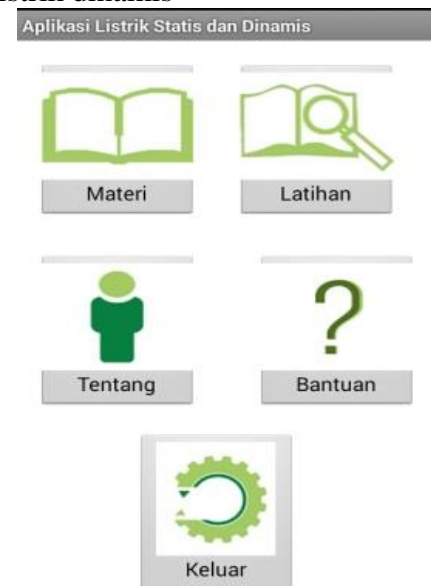 Aplikasi Listrik Statis dan Dinamis
Materi
Latihan
Tentang
?
Bantuan
Keluar